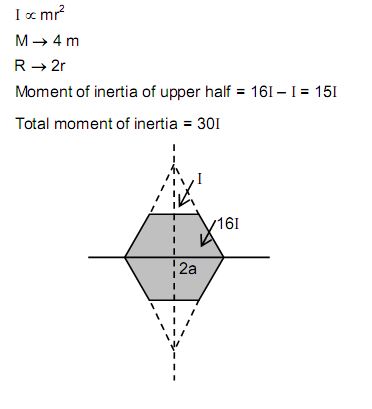 I ∝ mr²
M → 4 m
R → 2r
Moment of inertia of upper half = 16I – I = 15I
Total moment of inertia = 30I
I
16I
2a